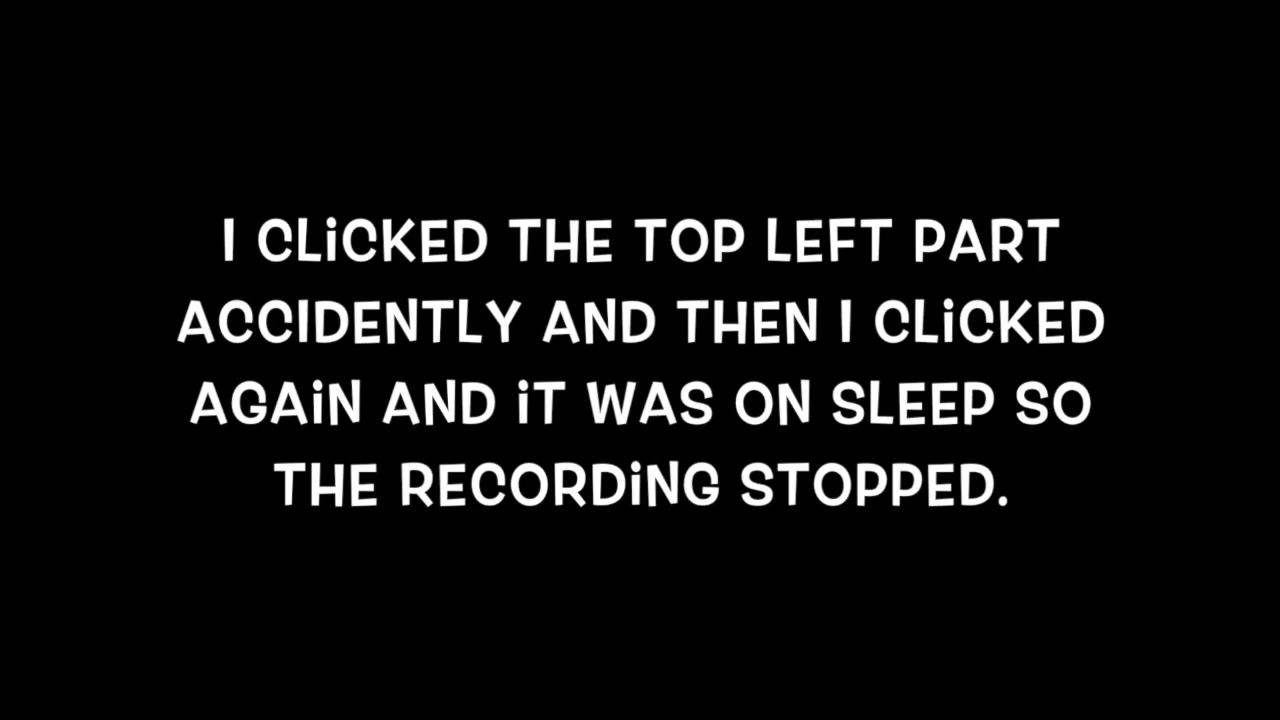 I CLiCKED THE TOP LEFT PART
ACCIDENTLY AND THEN I CLiCKED
AGAiN AND iT WAS ON SLEEP SO
THE RECORDiNG STOPPED.